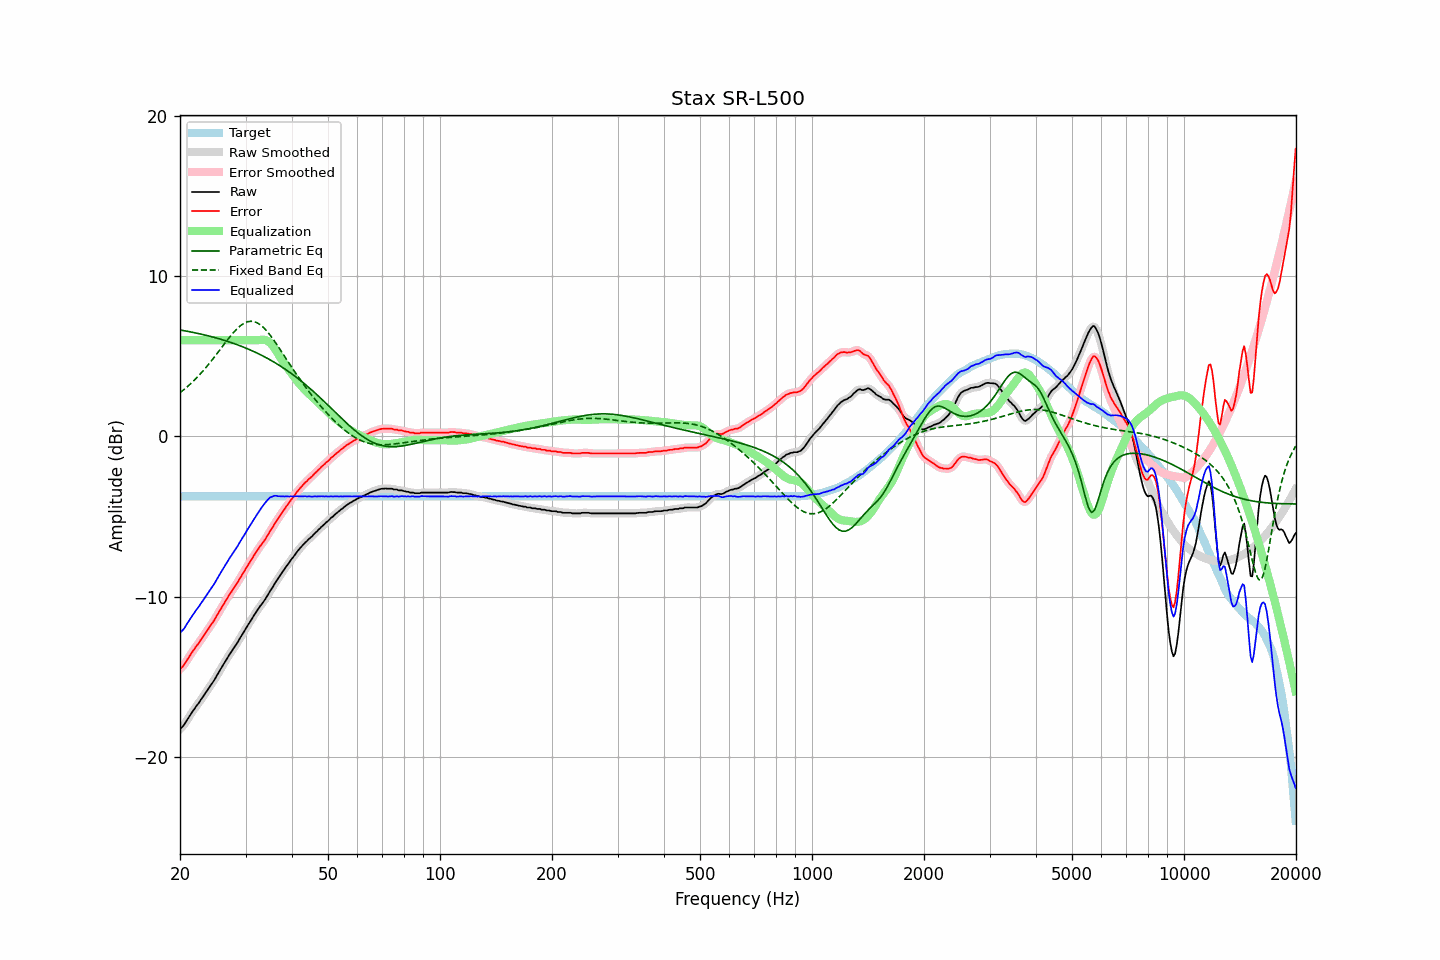 Stax SR-L500
20
10
0
−10
−20
Amplitude (dBr)
Target
Raw Smoothed
Error Smoothed
Raw
Error
Equalization
Parametric Eq
Fixed Band Eq
Equalized
20 50 100 200 500 1000 2000 5000 10000 20000
Frequency (Hz)